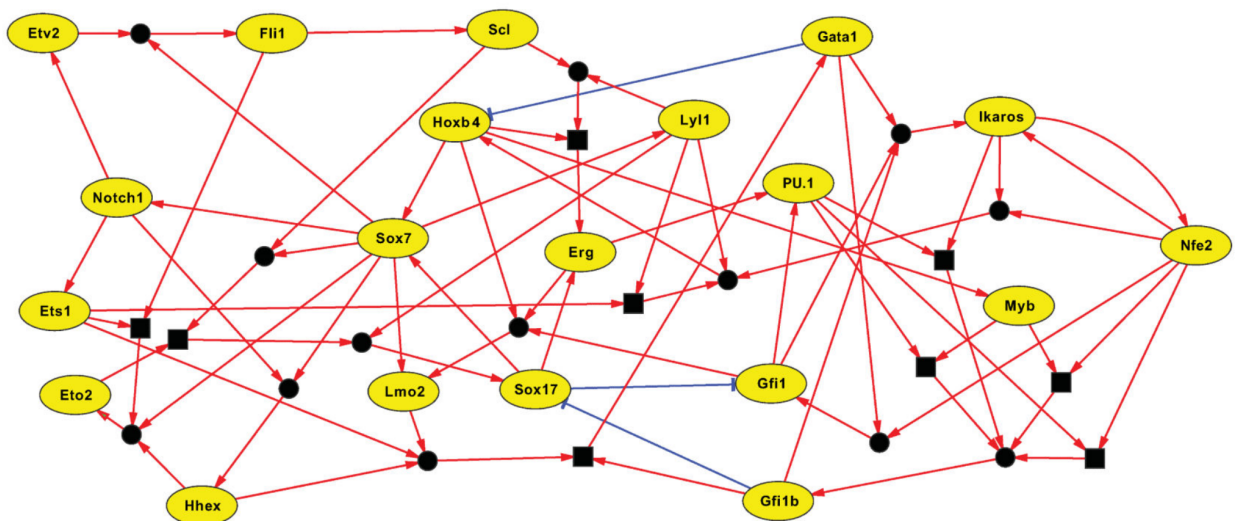 Etv2
Fli1
Scl
Gata1
Hoxb4
Lyl1
Ikaros
PU.1
Notch1
Sox7
Erg
Nfe2
Ets1
Myb
Eto2
Lmo2
Sox17
Gfi1
Hhex
Gfi1b